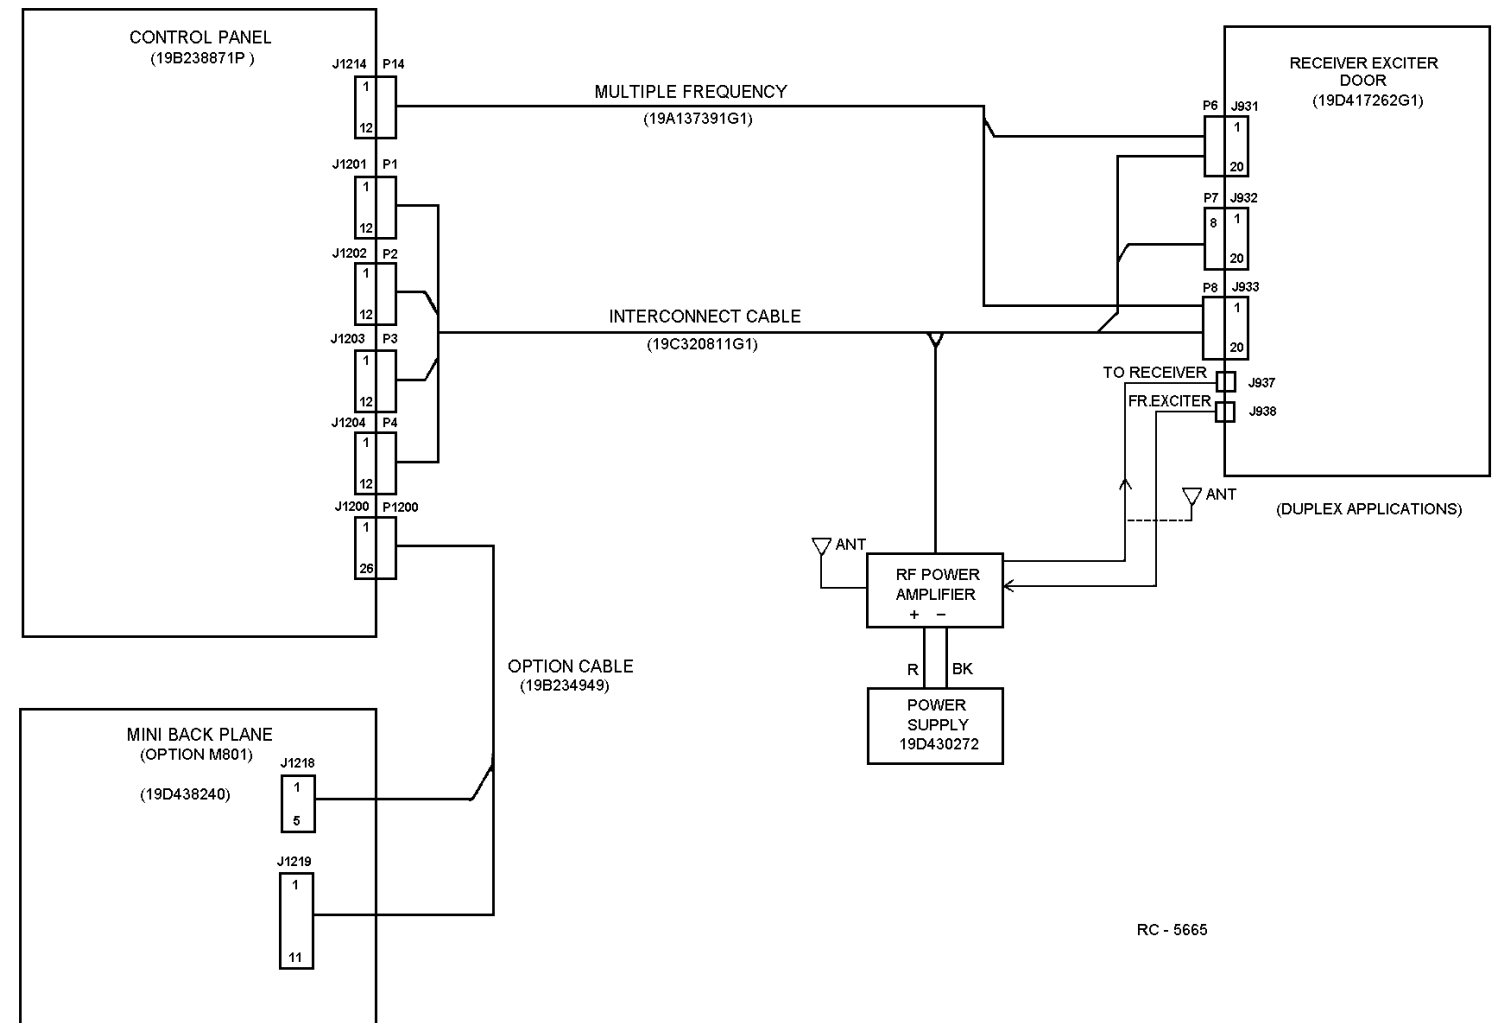 CONTROL PANEL
(19B238871P )
J1214 P14
1
12
J1201 P1
1
12
J1202 P2
1
12
J1203 P3
1
12
J1204 P4
1
12
J1200 P1200
1
26
MULTIPLE FREQUENCY
(19A137391G1)
INTERCONNECT CABLE
(19C320811G1)
RECEIVER EXCITER
DOOR
(19D417262G1)
P6 J931
1
20
P7 J932
8 1
20
P8 J933
1
20
TO RECEIVER
J937
FR.EXCITER
J938
ANT
(DUPLEX APPLICATIONS)
ANT
RF POWER
AMPLIFIER
+ –
R BK
POWER
SUPPLY
19D430272
OPTION CABLE
(19B234949)
MINI BACK PLANE
(OPTION M801)
(19D438240)
J1218
1
5
J1219
1
11
RC - 5665